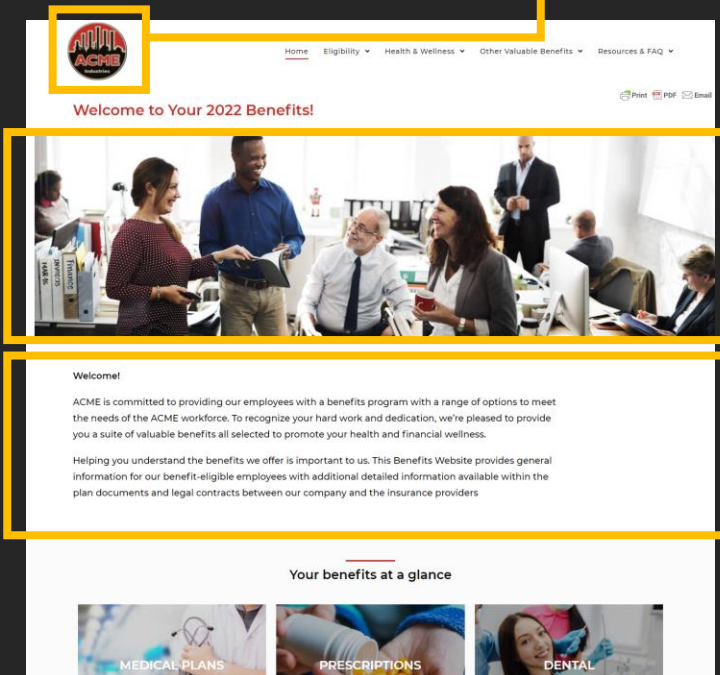 ACME
Industries
Home Eligibility Health & Wellness Other Valuable Benefits Resources & FAQ
Print PDF Email
Welcome to Your 2022 Benefits!
Finance
Welcome!
ACME is committed to providing our employees with a benefits program with a range of options to meet
the needs of the ACME workforce. To recognize your hard work and dedication, we're pleased to provide
you a suite of valuable benefits all selected to promote your health and financial wellness.
Helping you understand the benefits we offer is important to us. This Benefits Website provides general
information for our benefit-eligible employees with additional detailed information available within the
plan documents and legal contracts between our company and the insurance providers
Your benefits at a glance
MEDICAL PLANS PRESCRIPTIONS DENTAL